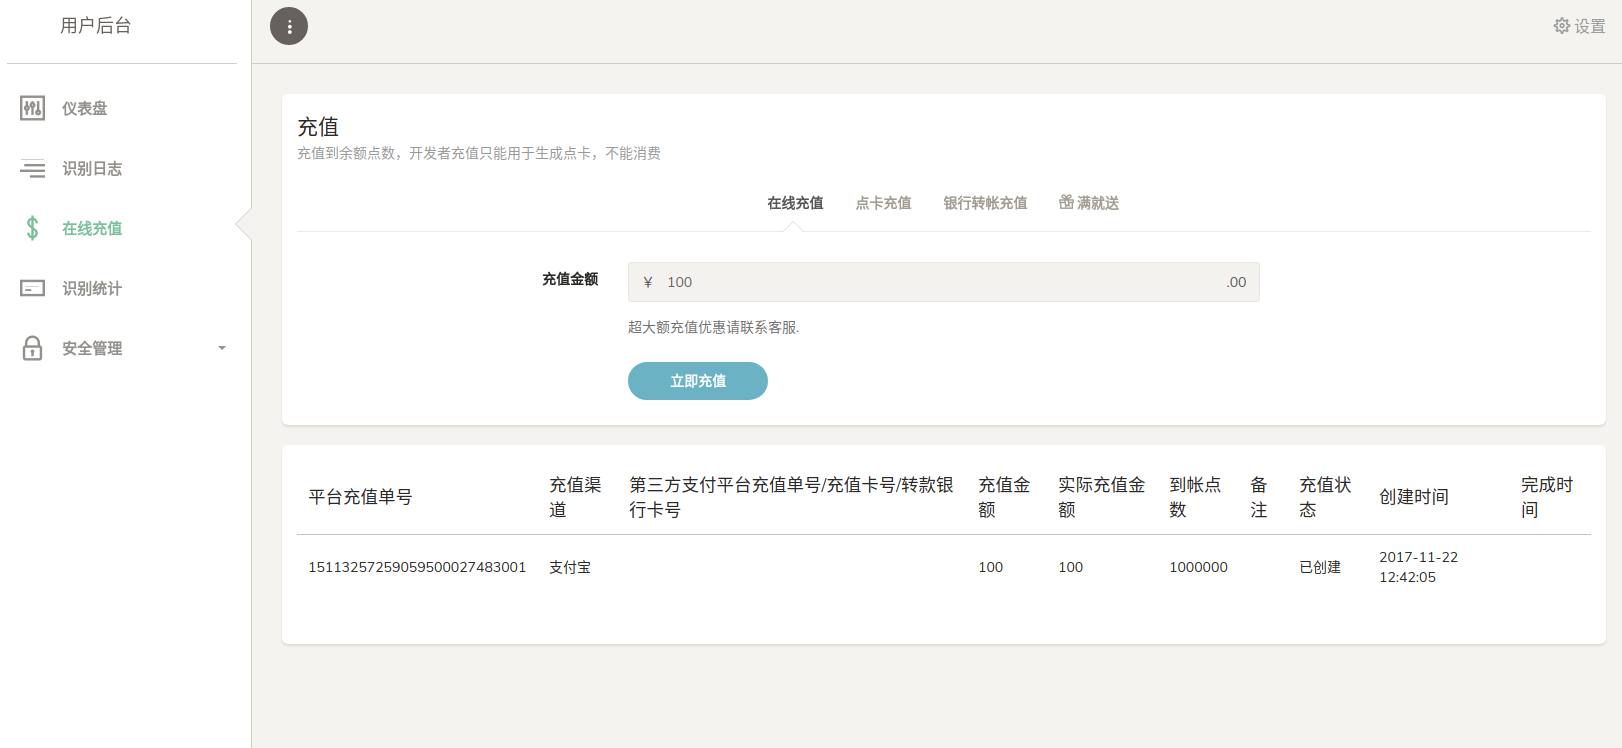 用户后台
设置
仪表盘
识别日志
在线充值
识别统计
安全管理
充值
充值到余额点数，开发者充值只能用于生成点卡，不能消费
在线充值 点卡充值 银行转帐充值 满就送
充值金额 ¥ 100 .00
超大额充值优惠请联系客服.
立即充值
平台充值单号 充值渠道 第三方支付平台充值单号/充值卡号/转款银行卡号 充值金额 实际充值金额 到帐点数 备注 充值状态 创建时间 完成时间
15113257259059500027483001 支付宝 100 100 1000000 已创建 2017-11-22 12:42:05